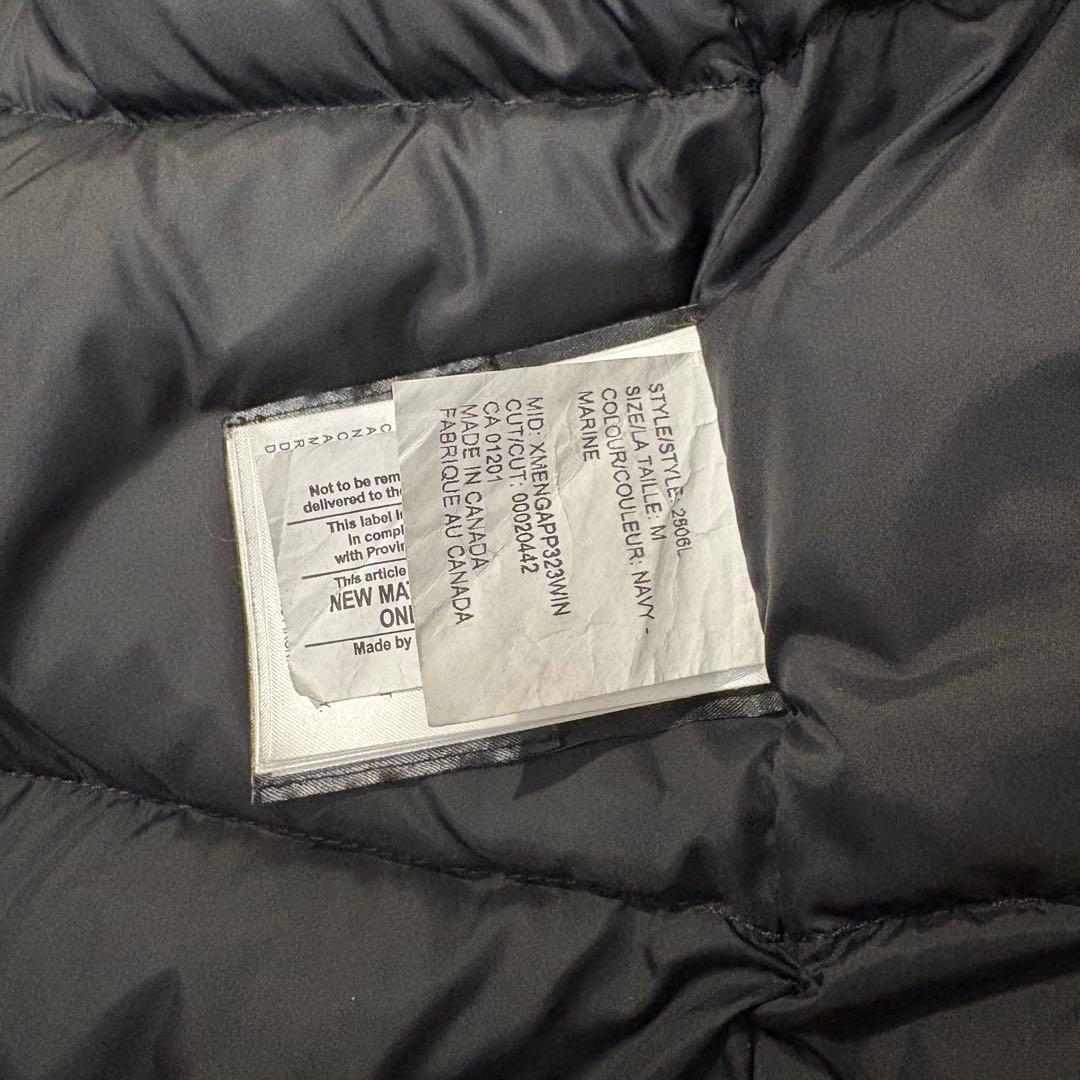 STYLE/STYLE: 2506L
SIZE/LA TAILLE: M
COLOUR/COULEUR: NAVY -
MARINE
MID: XMENGAPP323WIN
CUT/CUT: 00020442
CA 01201
MADE IN CANADA
FABRIQUE AU CANADA
Not to be rem
delivered to the
This label i
In compl
with Provin
This article
NEW MA
ONL
Made by